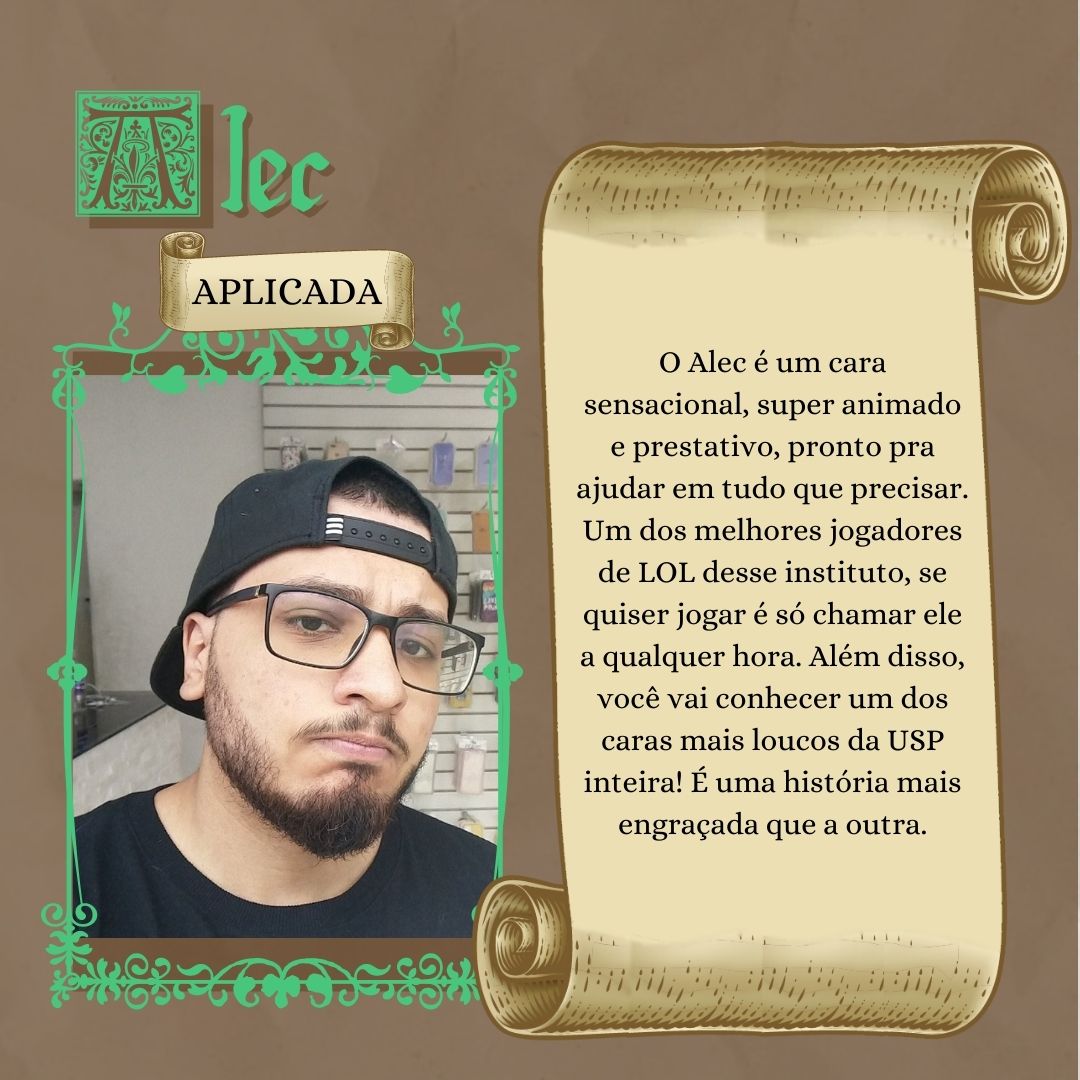 Alec
APLICADA
O Alec é um cara
sensacional, super animado
e prestativo, pronto pra
ajudar em tudo que precisar.
Um dos melhores jogadores
de LOL desse instituto, se
quiser jogar é só chamar ele
a qualquer hora. Além disso,
você vai conhecer um dos
caras mais loucos da USP
inteira! É uma história mais
engraçada que a outra.